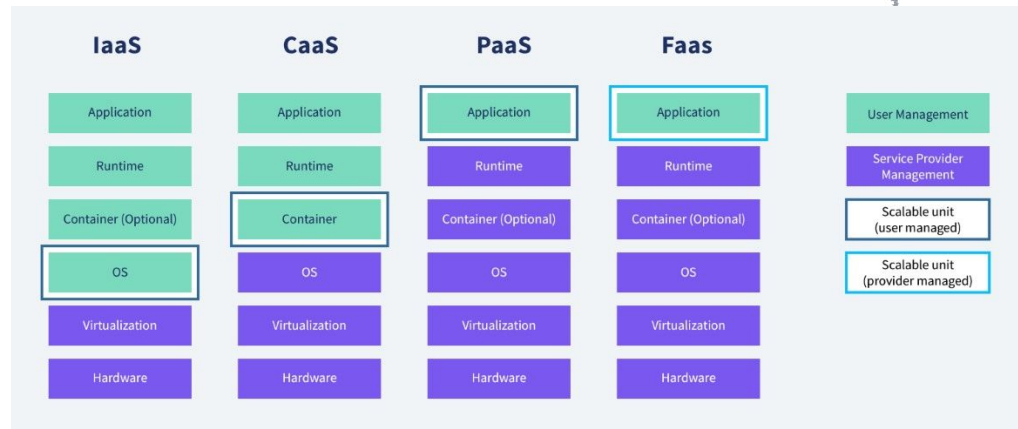 IaaS
CaaS
PaaS
Faas
Application
Application
Application
Application
User Management
Runtime
Runtime
Runtime
Runtime
Service Provider
Management
Container (Optional)
Container
Container (Optional)
Container (Optional)
Scalable unit
(user managed)
OS
OS
OS
OS
Scalable unit
(provider managed)
Virtualization
Virtualization
Virtualization
Virtualization
Hardware
Hardware
Hardware
Hardware